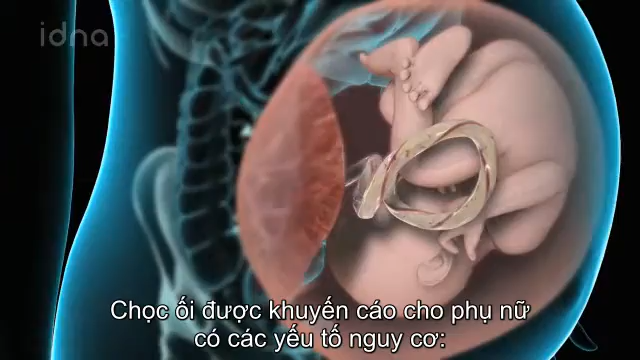 idna
Chọc ối được khuyến cáo cho phụ nữ
có các yếu tố nguy cơ: